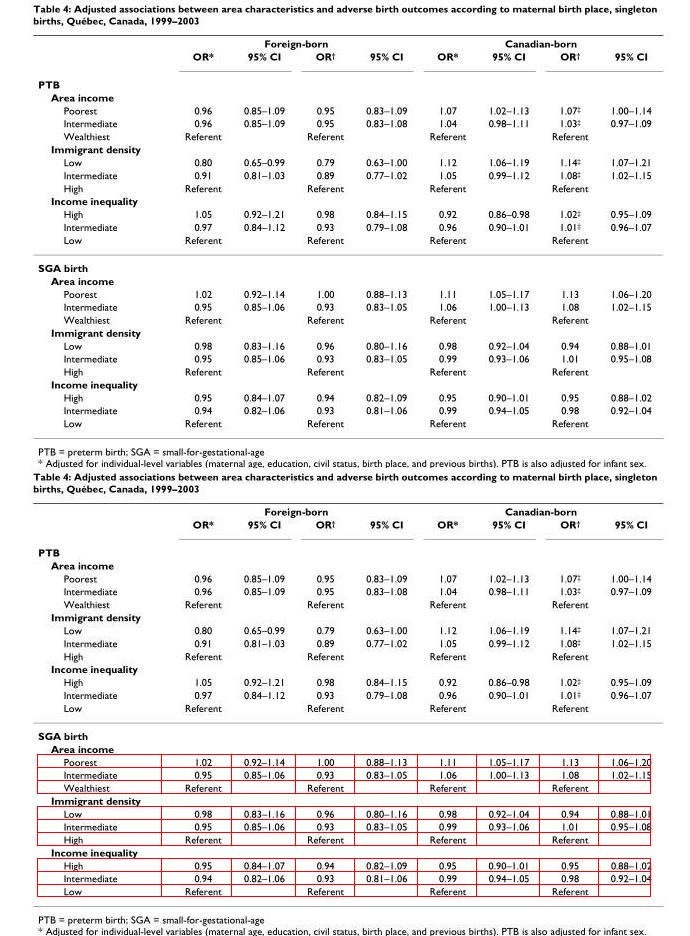 Table 4: Adjusted associations between area characteristics and adverse birth outcomes according to maternal birth place, singleton
births, Québec, Canada, 1999–2003
Foreign-born Canadian-born
OR* 95% CI OR† 95% CI OR* 95% CI OR† 95% CI
PTB
Area income
Poorest 0.96 0.85–1.09 0.95 0.83–1.09 1.07 1.02–1.13 1.07‡ 1.00–1.14
Intermediate 0.96 0.85–1.09 0.95 0.83–1.08 1.04 0.98–1.11 1.03‡ 0.97–1.09
Wealthiest Referent Referent Referent Referent
Immigrant density
Low 0.80 0.65–0.99 0.79 0.63–1.00 1.12 1.06–1.19 1.14‡ 1.07–1.21
Intermediate 0.91 0.81–1.03 0.89 0.77–1.02 1.05 0.99–1.12 1.08‡ 1.02–1.15
High Referent Referent Referent Referent
Income inequality
High 1.05 0.92–1.21 0.98 0.84–1.15 0.92 0.86–0.98 1.02‡ 0.95–1.09
Intermediate 0.97 0.84–1.12 0.93 0.79–1.08 0.96 0.90–1.01 1.01‡ 0.96–1.07
Low Referent Referent Referent Referent
SGA birth
Area income
Poorest 1.02 0.92–1.14 1.00 0.88–1.13 1.11 1.05–1.17 1.13 1.06–1.20
Intermediate 0.95 0.85–1.06 0.93 0.83–1.05 1.06 1.00–1.13 1.08 1.02–1.15
Wealthiest Referent Referent Referent Referent
Immigrant density
Low 0.98 0.83–1.16 0.96 0.80–1.16 0.98 0.92–1.04 0.94 0.88–1.01
Intermediate 0.95 0.85–1.06 0.93 0.83–1.05 0.99 0.93–1.06 1.01 0.95–1.08
High Referent Referent Referent Referent
Income inequality
High 0.95 0.84–1.07 0.94 0.82–1.09 0.95 0.90–1.01 0.95 0.88–1.02
Intermediate 0.94 0.82–1.06 0.93 0.81–1.06 0.99 0.94–1.05 0.98 0.92–1.04
Low Referent Referent Referent Referent
PTB = preterm birth; SGA = small-for-gestational-age
* Adjusted for individual-level variables (maternal age, education, civil status, birth place, and previous births). PTB is also adjusted for infant sex.
Table 4: Adjusted associations between area characteristics and adverse birth outcomes according to maternal birth place, singleton
births, Québec, Canada, 1999–2003
Foreign-born Canadian-born
OR* 95% CI OR† 95% CI OR* 95% CI OR† 95% CI
PTB
Area income
Poorest 0.96 0.85–1.09 0.95 0.83–1.09 1.07 1.02–1.13 1.07‡ 1.00–1.14
Intermediate 0.96 0.85–1.09 0.95 0.83–1.08 1.04 0.98–1.11 1.03‡ 0.97–1.09
Wealthiest Referent Referent Referent Referent
Immigrant density
Low 0.80 0.65–0.99 0.79 0.63–1.00 1.12 1.06–1.19 1.14‡ 1.07–1.21
Intermediate 0.91 0.81–1.03 0.89 0.77–1.02 1.05 0.99–1.12 1.08‡ 1.02–1.15
High Referent Referent Referent Referent
Income inequality
High 1.05 0.92–1.21 0.98 0.84–1.15 0.92 0.86–0.98 1.02‡ 0.95–1.09
Intermediate 0.97 0.84–1.12 0.93 0.79–1.08 0.96 0.90–1.01 1.01‡ 0.96–1.07
Low Referent Referent Referent Referent
SGA birth
Area income
Poorest 1.02 0.92–1.14 1.00 0.88–1.13 1.11 1.05–1.17 1.13 1.06–1.20
Intermediate 0.95 0.85–1.06 0.93 0.83–1.05 1.06 1.00–1.13 1.08 1.02–1.15
Wealthiest Referent Referent Referent Referent
Immigrant density
Low 0.98 0.83–1.16 0.96 0.80–1.16 0.98 0.92–1.04 0.94 0.88–1.01
Intermediate 0.95 0.85–1.06 0.93 0.83–1.05 0.99 0.93–1.06 1.01 0.95–1.08
High Referent Referent Referent Referent
Income inequality
High 0.95 0.84–1.07 0.94 0.82–1.09 0.95 0.90–1.01 0.95 0.88–1.02
Intermediate 0.94 0.82–1.06 0.93 0.81–1.06 0.99 0.94–1.05 0.98 0.92–1.04
Low Referent Referent Referent Referent
PTB = preterm birth; SGA = small-for-gestational-age
* Adjusted for individual-level variables (maternal age, education, civil status, birth place, and previous births). PTB is also adjusted for infant sex.